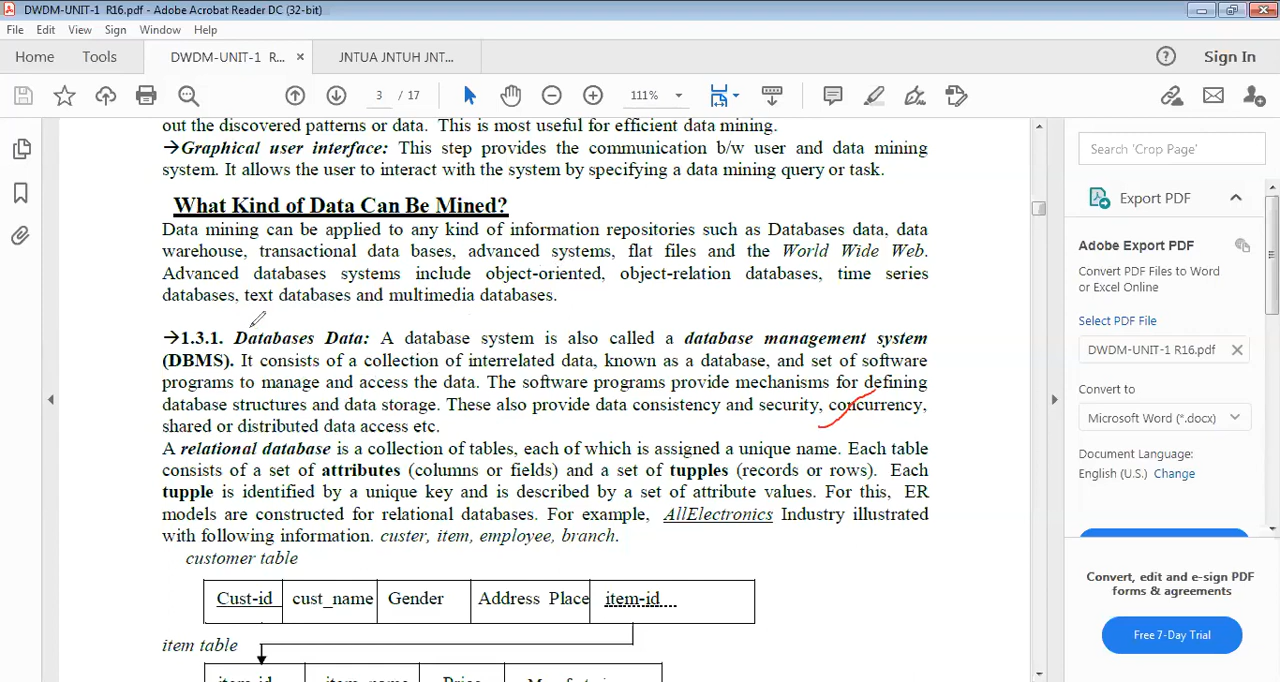 DWDM-UNIT-1 R16.pdf - Adobe Acrobat Reader DC (32-bit)
File Edit View Sign Window Help
Home Tools DWDM-UNIT-1 R... × JNTUA JNTUH JNT... Sign In
3 / 17 111%
out the discovered patterns or data. This is most useful for efficient data mining.
→Graphical user interface: This step provides the communication b/w user and data mining
system. It allows the user to interact with the system by specifying a data mining query or task.
What Kind of Data Can Be Mined?
Data mining can be applied to any kind of information repositories such as Databases data, data
warehouse, transactional data bases, advanced systems, flat files and the World Wide Web.
Advanced databases systems include object-oriented, object-relation databases, time series
databases, text databases and multimedia databases.
→1.3.1. Databases Data: A database system is also called a database management system
(DBMS). It consists of a collection of interrelated data, known as a database, and set of software
programs to manage and access the data. The software programs provide mechanisms for defining
database structures and data storage. These also provide data consistency and security, concurrency,
shared or distributed data access etc.
A relational database is a collection of tables, each of which is assigned a unique name. Each table
consists of a set of attributes (columns or fields) and a set of tupples (records or rows). Each
tupple is identified by a unique key and is described by a set of attribute values. For this, ER
models are constructed for relational databases. For example, AllElectronics Industry illustrated
with following information. custer, item, employee, branch.
customer table
Cust-id cust_name Gender Address Place item-id
item table
item-id item_name Price
Search 'Crop Page'
Export PDF
Adobe Export PDF
Convert PDF Files to Word
or Excel Online
Select PDF File
DWDM-UNIT-1 R16.pdf
Convert to
Microsoft Word (*.docx)
Document Language:
English (U.S.) Change
Convert, edit and e-sign PDF
forms & agreements
Free 7-Day Trial